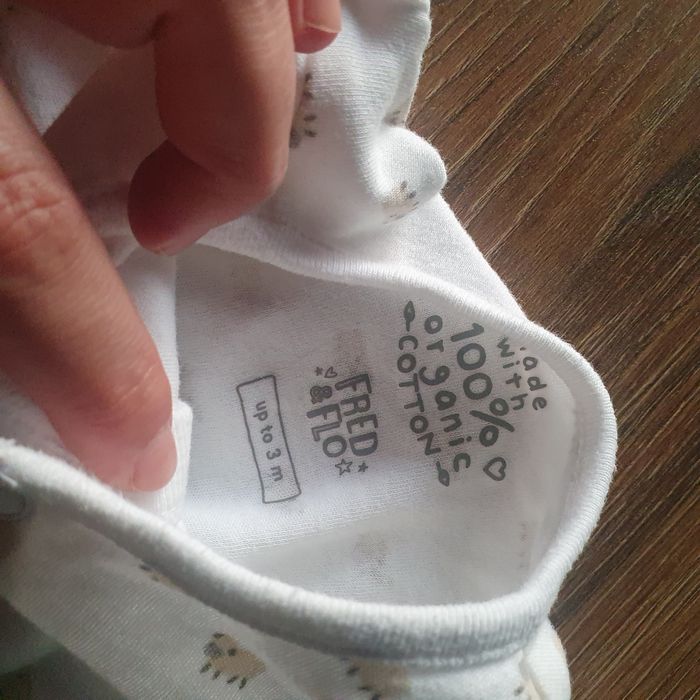 made with
100%
organic
COTTON
FRED
& FLO
up to 3 m